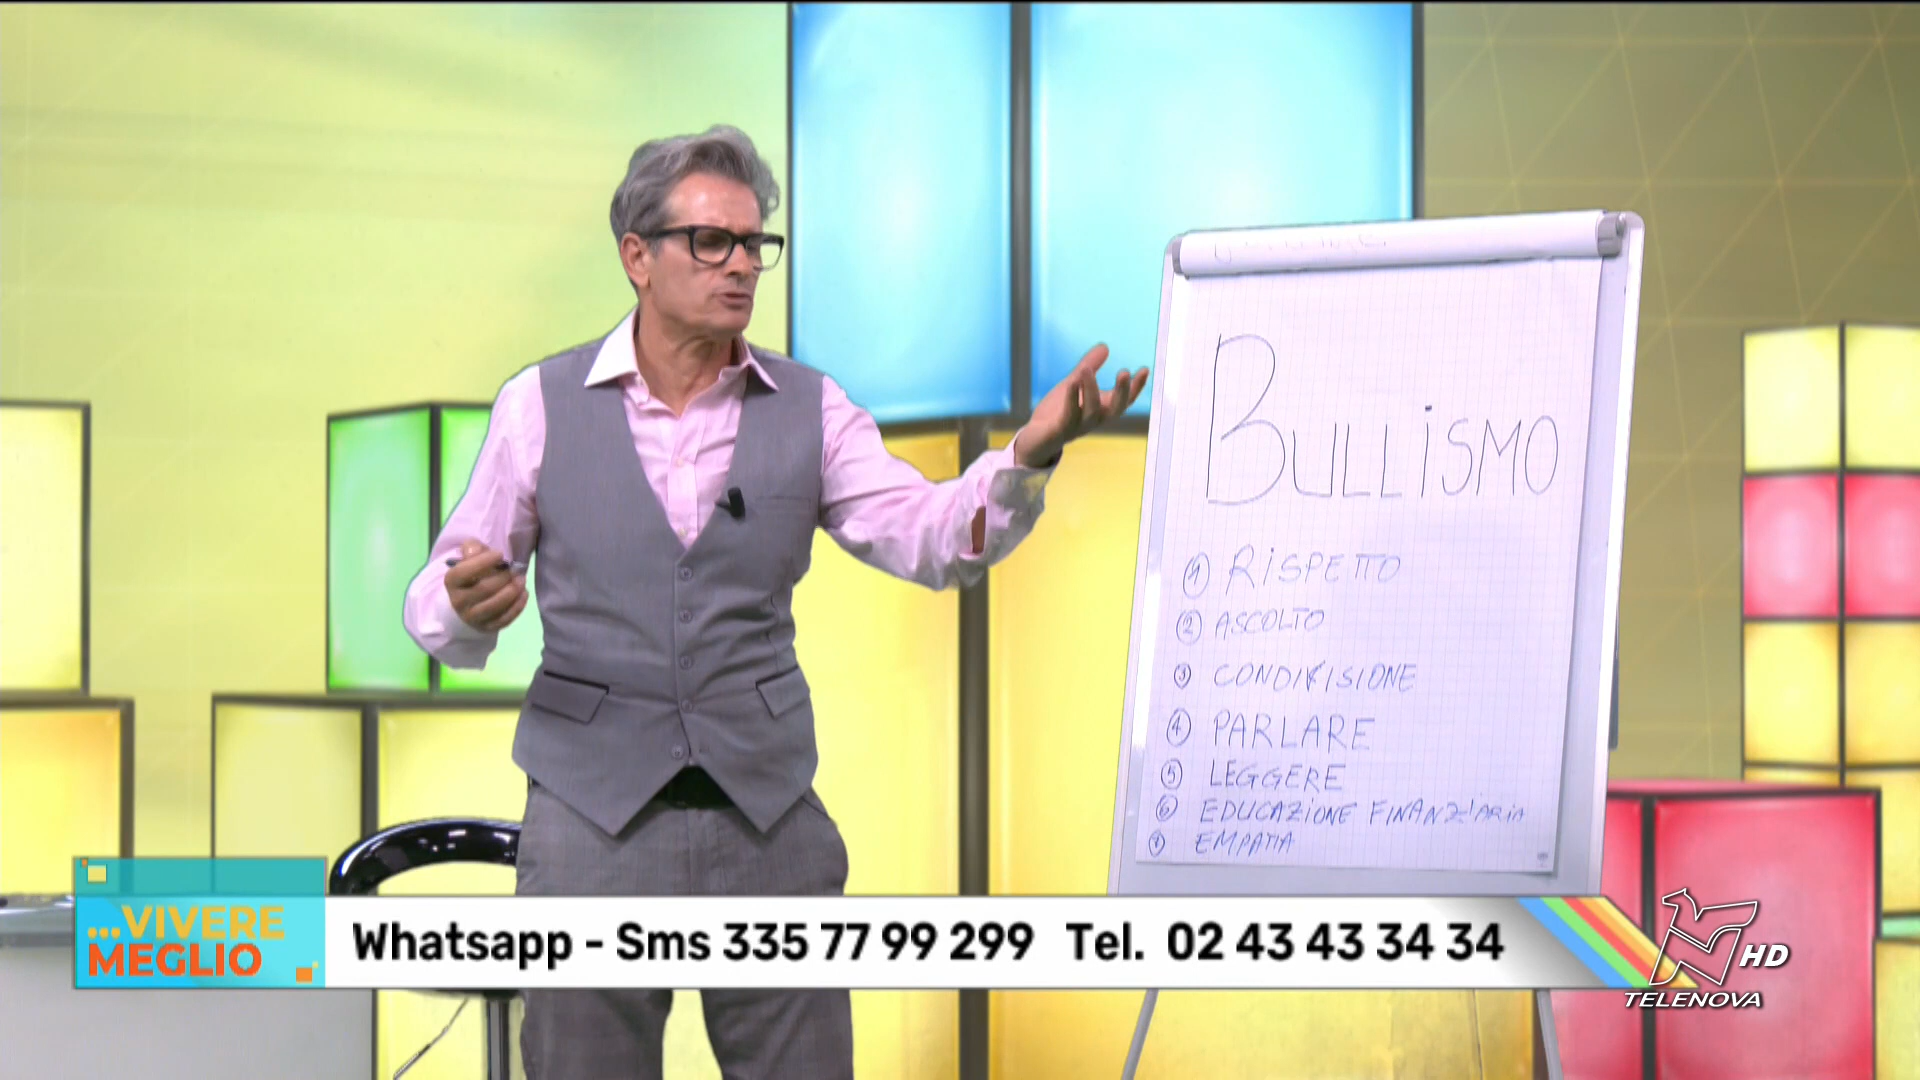 BULLiSMO
1 RiSPETTO
2 ASCOLTO
3 CONDIVISIONE
4 PARLARE
5 LEGGERE
6 EDUCAZiONE FINANZiARiA
7 EMPATIA
...VIVERE
MEGLIO
Whatsapp - Sms 335 77 99 299 Tel. 02 43 43 34 34
HD
TELENOVA